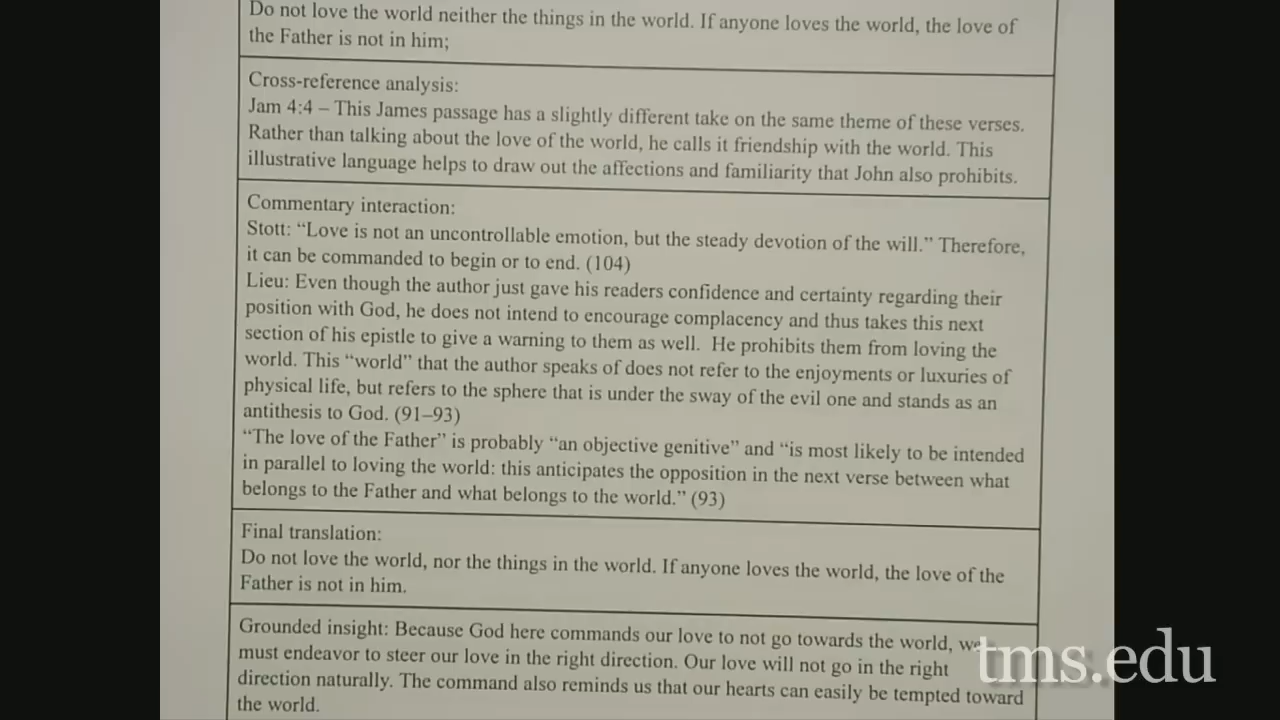 Do not love the world neither the things in the world. If anyone loves the world, the love of
the Father is not in him;
Cross-reference analysis:
Jam 4:4 – This James passage has a slightly different take on the same theme of these verses.
Rather than talking about the love of the world, he calls it friendship with the world. This
illustrative language helps to draw out the affections and familiarity that John also prohibits.
Commentary interaction:
Stott: “Love is not an uncontrollable emotion, but the steady devotion of the will.” Therefore,
it can be commanded to begin or to end. (104)
Lieu: Even though the author just gave his readers confidence and certainty regarding their
position with God, he does not intend to encourage complacency and thus takes this next
section of his epistle to give a warning to them as well.  He prohibits them from loving the
world. This “world” that the author speaks of does not refer to the enjoyments or luxuries of
physical life, but refers to the sphere that is under the sway of the evil one and stands as an
antithesis to God. (91–93)
“The love of the Father” is probably “an objective genitive” and “is most likely to be intended
in parallel to loving the world: this anticipates the opposition in the next verse between what
belongs to the Father and what belongs to the world.” (93)
Final translation:
Do not love the world, nor the things in the world. If anyone loves the world, the love of the
Father is not in him.
Grounded insight: Because God here commands our love to not go towards the world, we
must endeavor to steer our love in the right direction. Our love will not go in the right
direction naturally. The command also reminds us that our hearts can easily be tempted toward
the world.
tms.edu